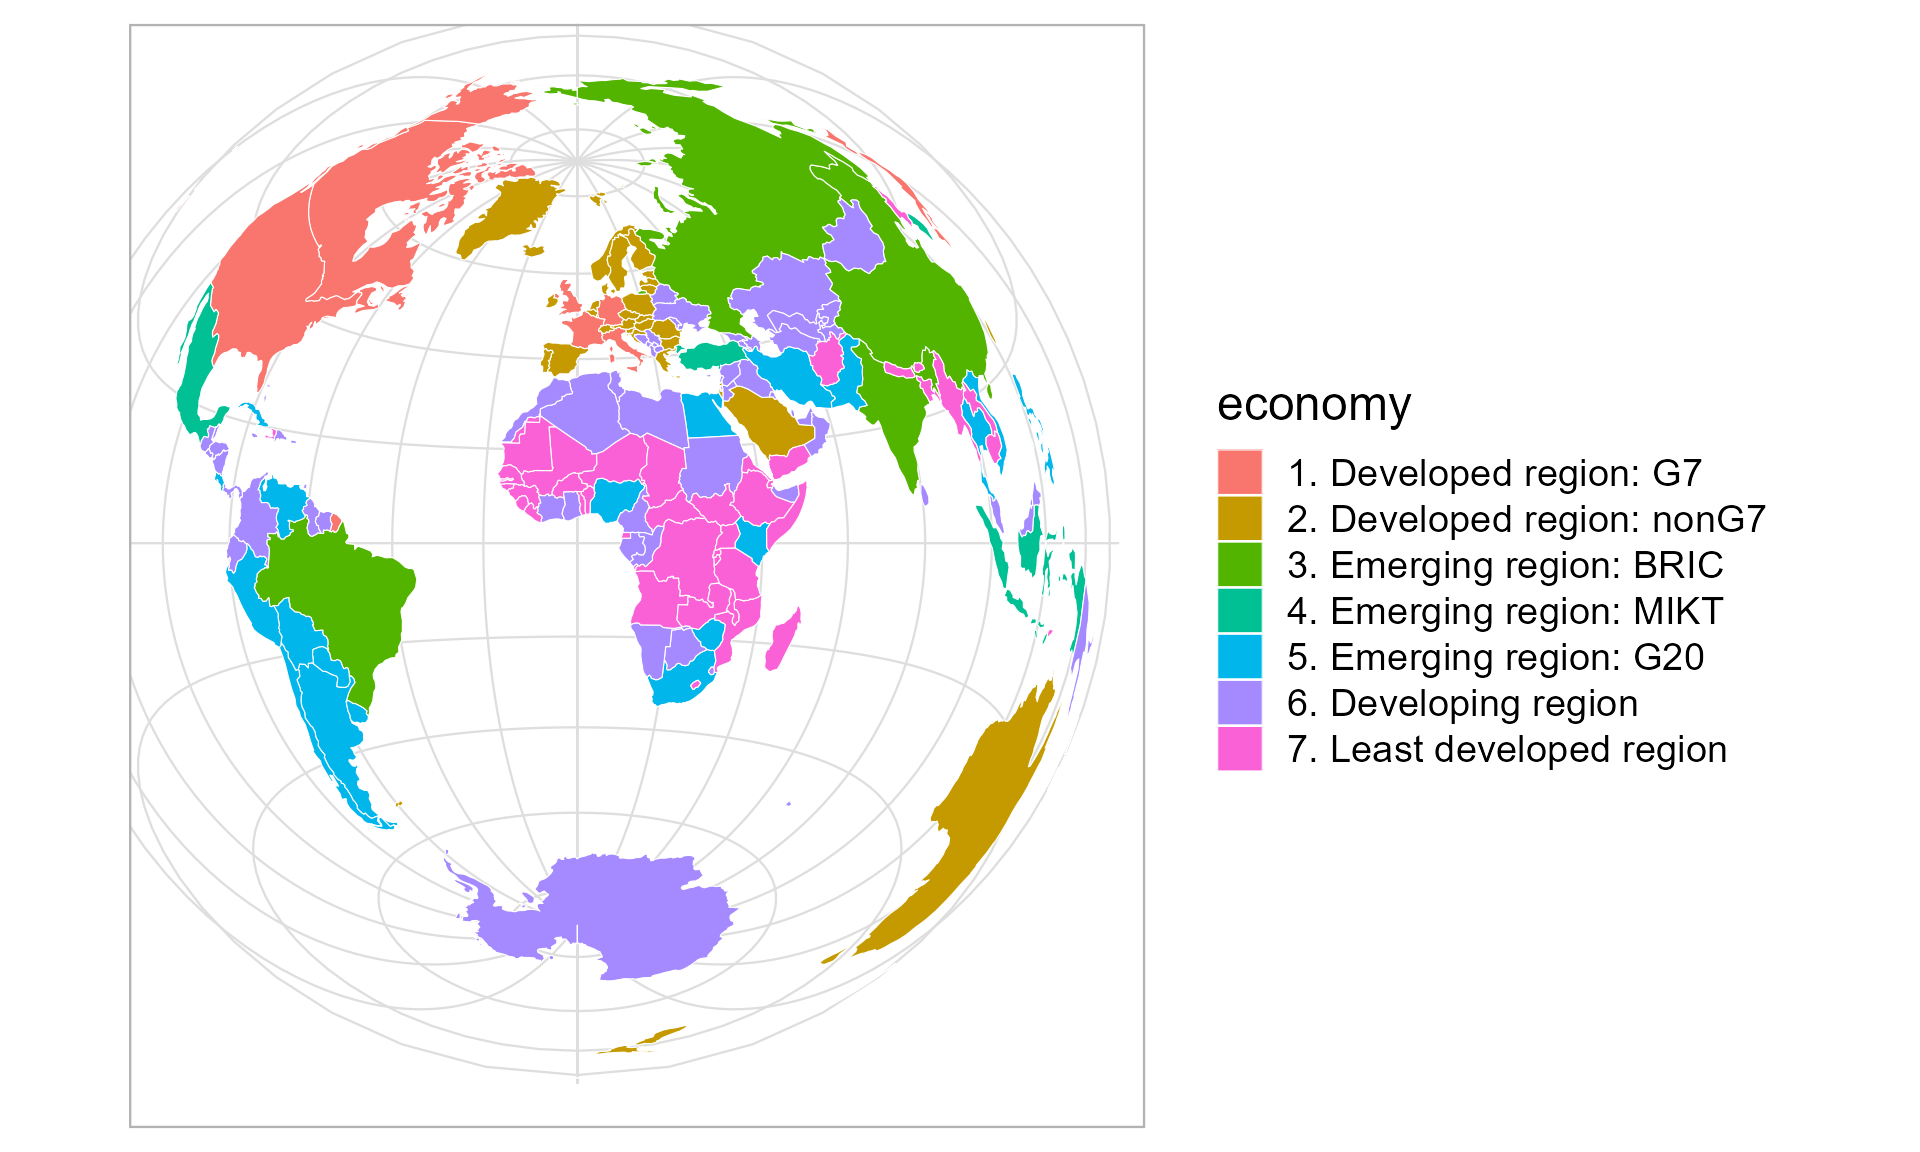 economy
1. Developed region: G7
2. Developed region: nonG7
3. Emerging region: BRIC
4. Emerging region: MIKT
5. Emerging region: G20
6. Developing region
7. Least developed region